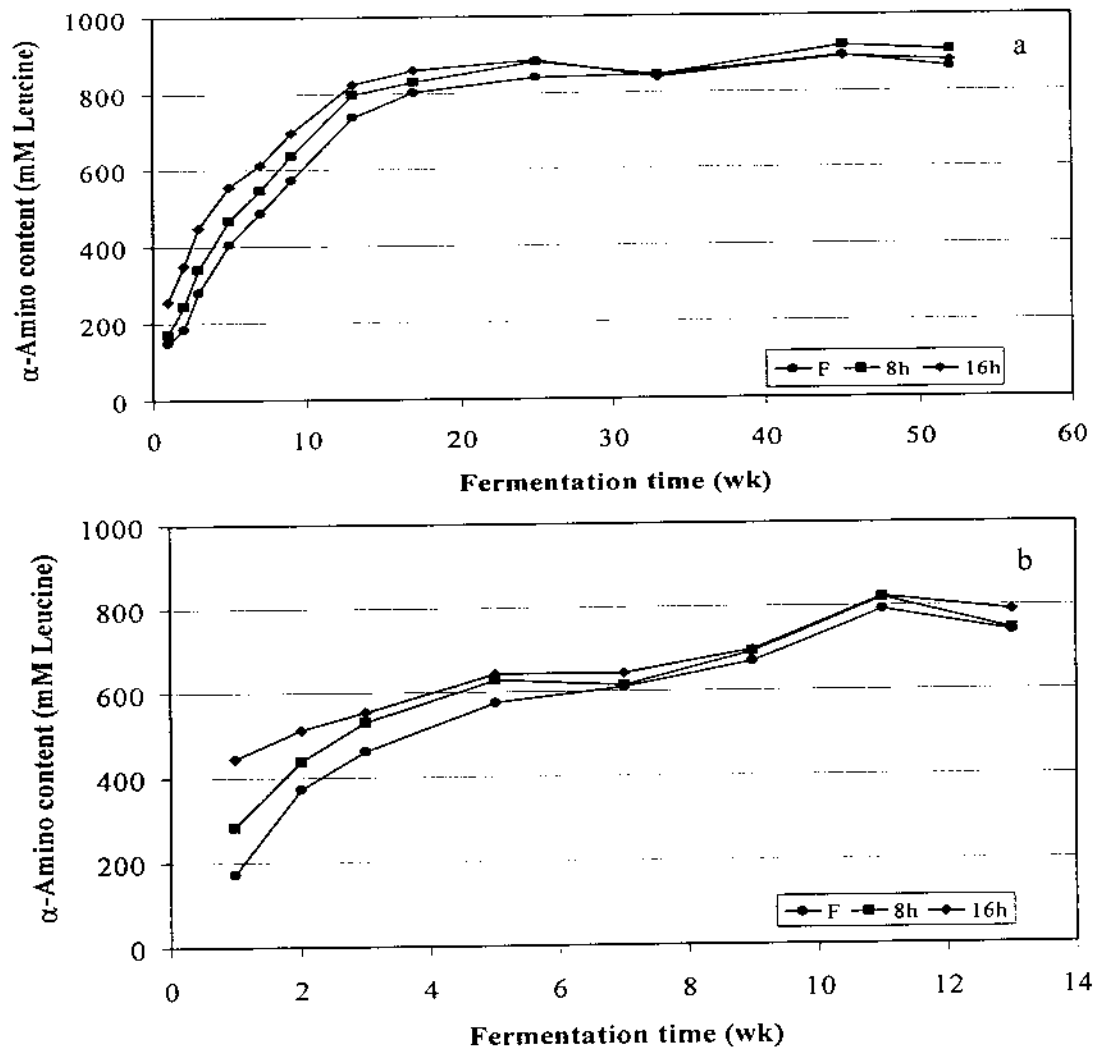 a
1000
800
600
400
200
0
α-Amino content (mM Leucine)
F 8h 16h
0 10 20 30 40 50 60
Fermentation time (wk)
b
1000
800
600
400
200
0
α-Amino content (mM Leucine)
F 8h 16h
0 2 4 6 8 10 12 14
Fermentation time (wk)